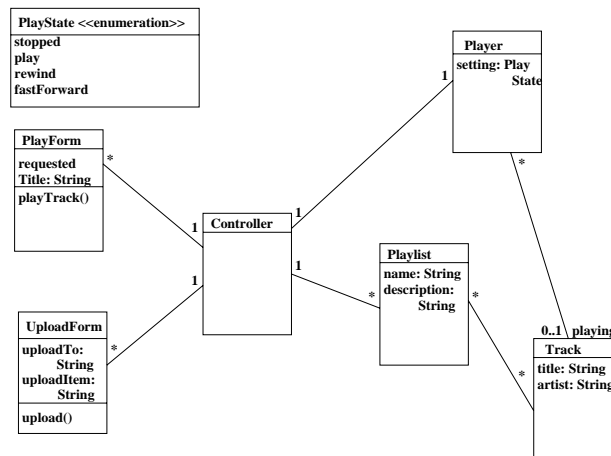 PlayState <<enumeration>>
stopped
play
rewind
fastForward
Player
setting: Play
State
1
*
PlayForm
requested
Title: String
playTrack()
*
1
Controller
1
1
1
Playlist
name: String
description:
String
*
*
UploadForm
uploadTo:
String
uploadItem:
String
upload()
*
0..1 playing
Track
title: String
artist: String
*